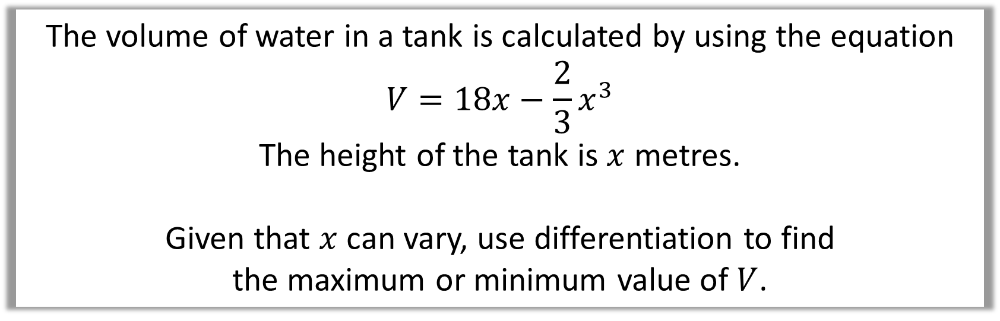 The volume of water in a tank is calculated by using the equation
𝑉 = 18𝑥 − 2/3 𝑥³
The height of the tank is 𝑥 metres.
Given that 𝑥 can vary, use differentiation to find
the maximum or minimum value of 𝑉.